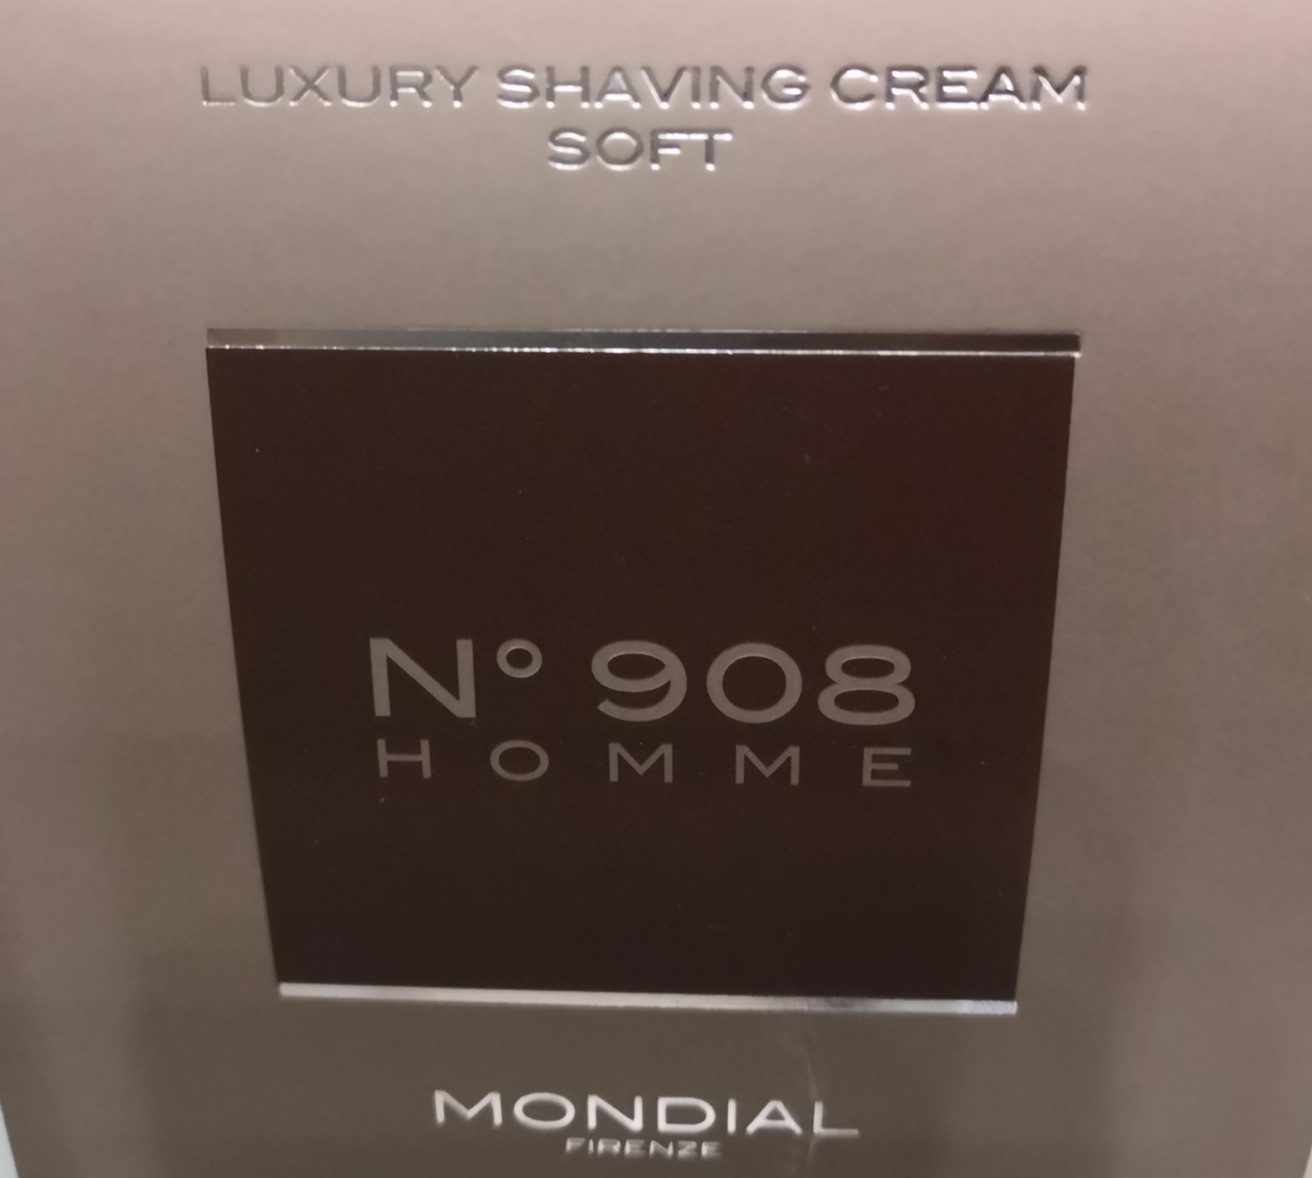 LUXURY SHAVING CREAM
SOFT
N° 908
HOMME
MONDIAL
FIRENZE